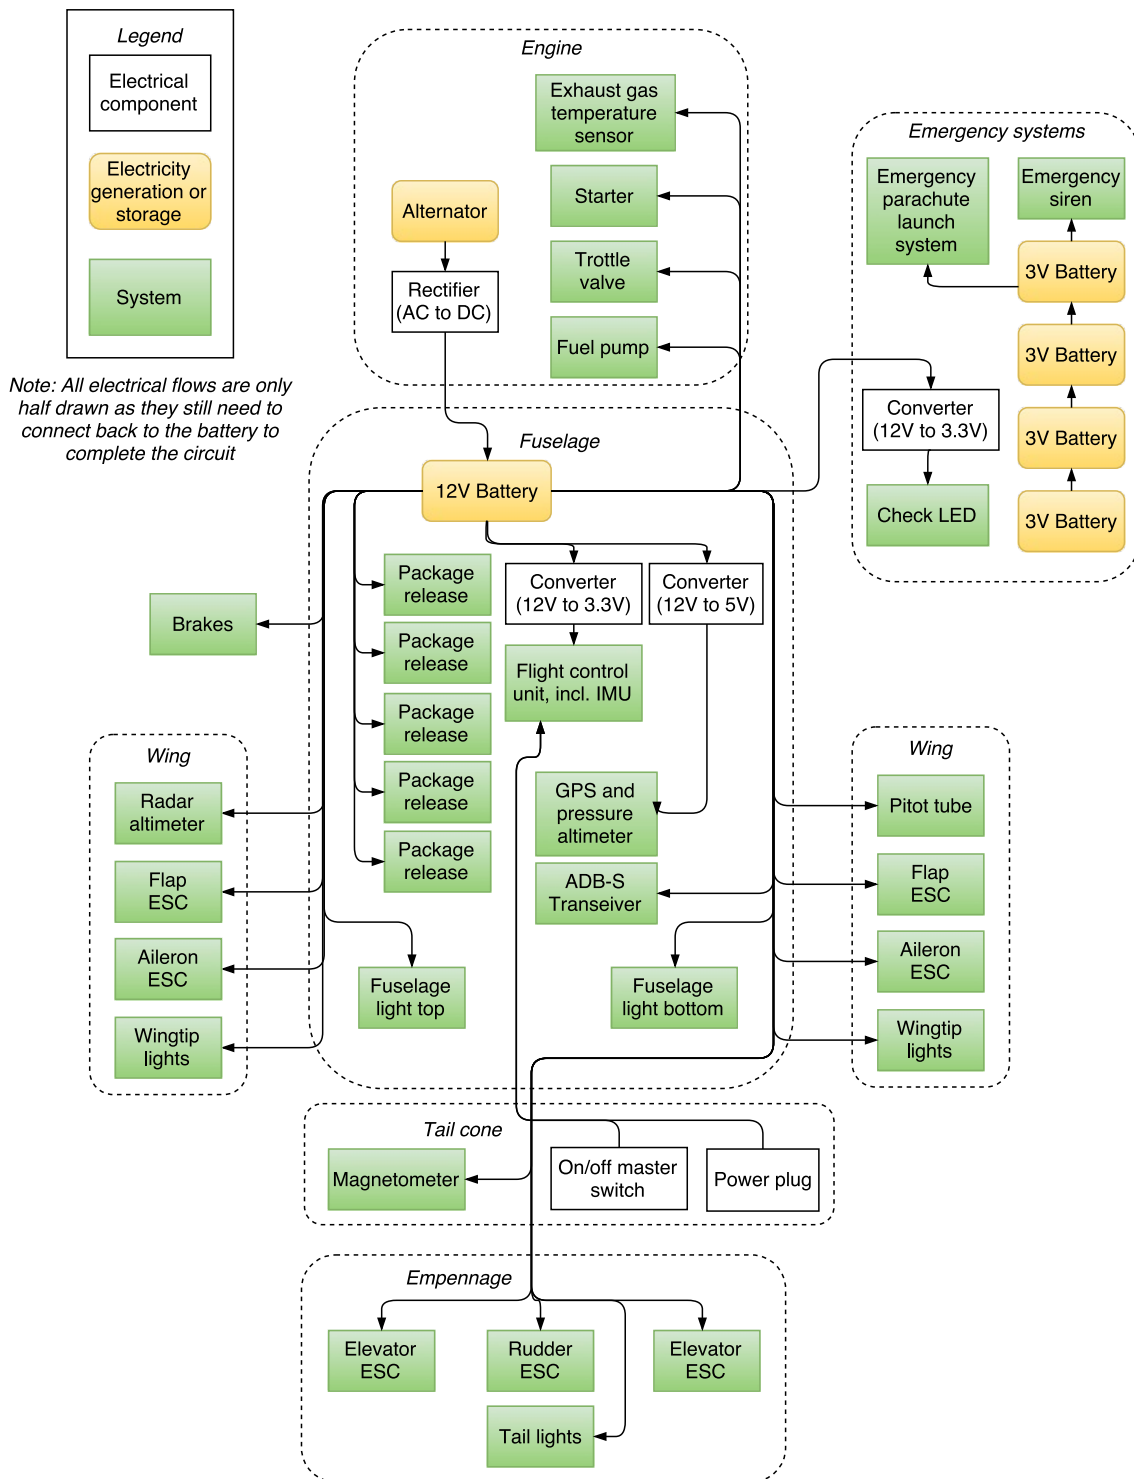 Legend
Electrical
component
Electricity
generation or
storage
System
Note: All electrical flows are only
half drawn as they still need to
connect back to the battery to
complete the circuit
Engine
Exhaust gas
temperature
sensor
Alternator
Starter
Rectifier
(AC to DC)
Trottle
valve
Fuel pump
Emergency systems
Emergency
parachute
launch
system
Emergency
siren
3V Battery
3V Battery
3V Battery
3V Battery
Converter
(12V to 3.3V)
Check LED
Fuselage
12V Battery
Package
release
Package
release
Package
release
Package
release
Package
release
Converter
(12V to 3.3V)
Converter
(12V to 5V)
Flight control
unit, incl. IMU
GPS and
pressure
altimeter
ADB-S
Transeiver
Fuselage
light top
Fuselage
light bottom
Brakes
Wing
Radar
altimeter
Flap
ESC
Aileron
ESC
Wingtip
lights
Wing
Pitot tube
Flap
ESC
Aileron
ESC
Wingtip
lights
Tail cone
Magnetometer
On/off master
switch
Power plug
Empennage
Elevator
ESC
Rudder
ESC
Elevator
ESC
Tail lights